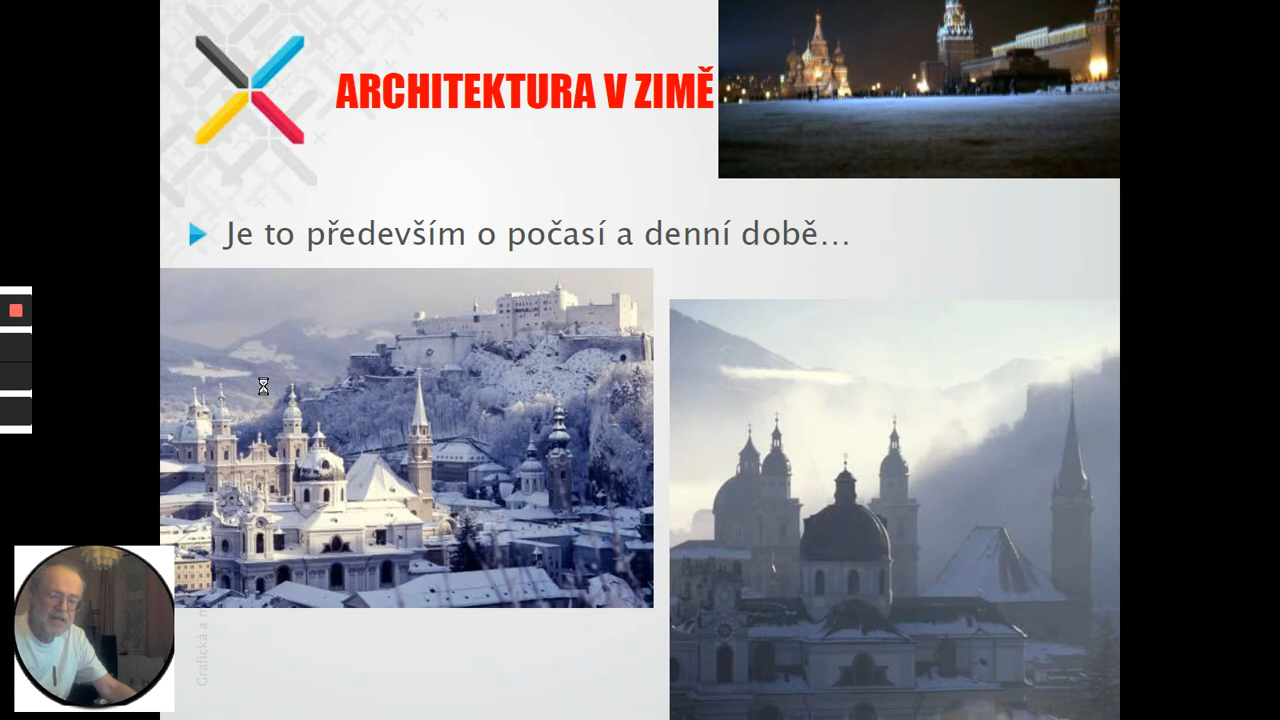 ARCHITEKTURA V ZIMĚ
Je to především o počasí a denní době...
Grafická a